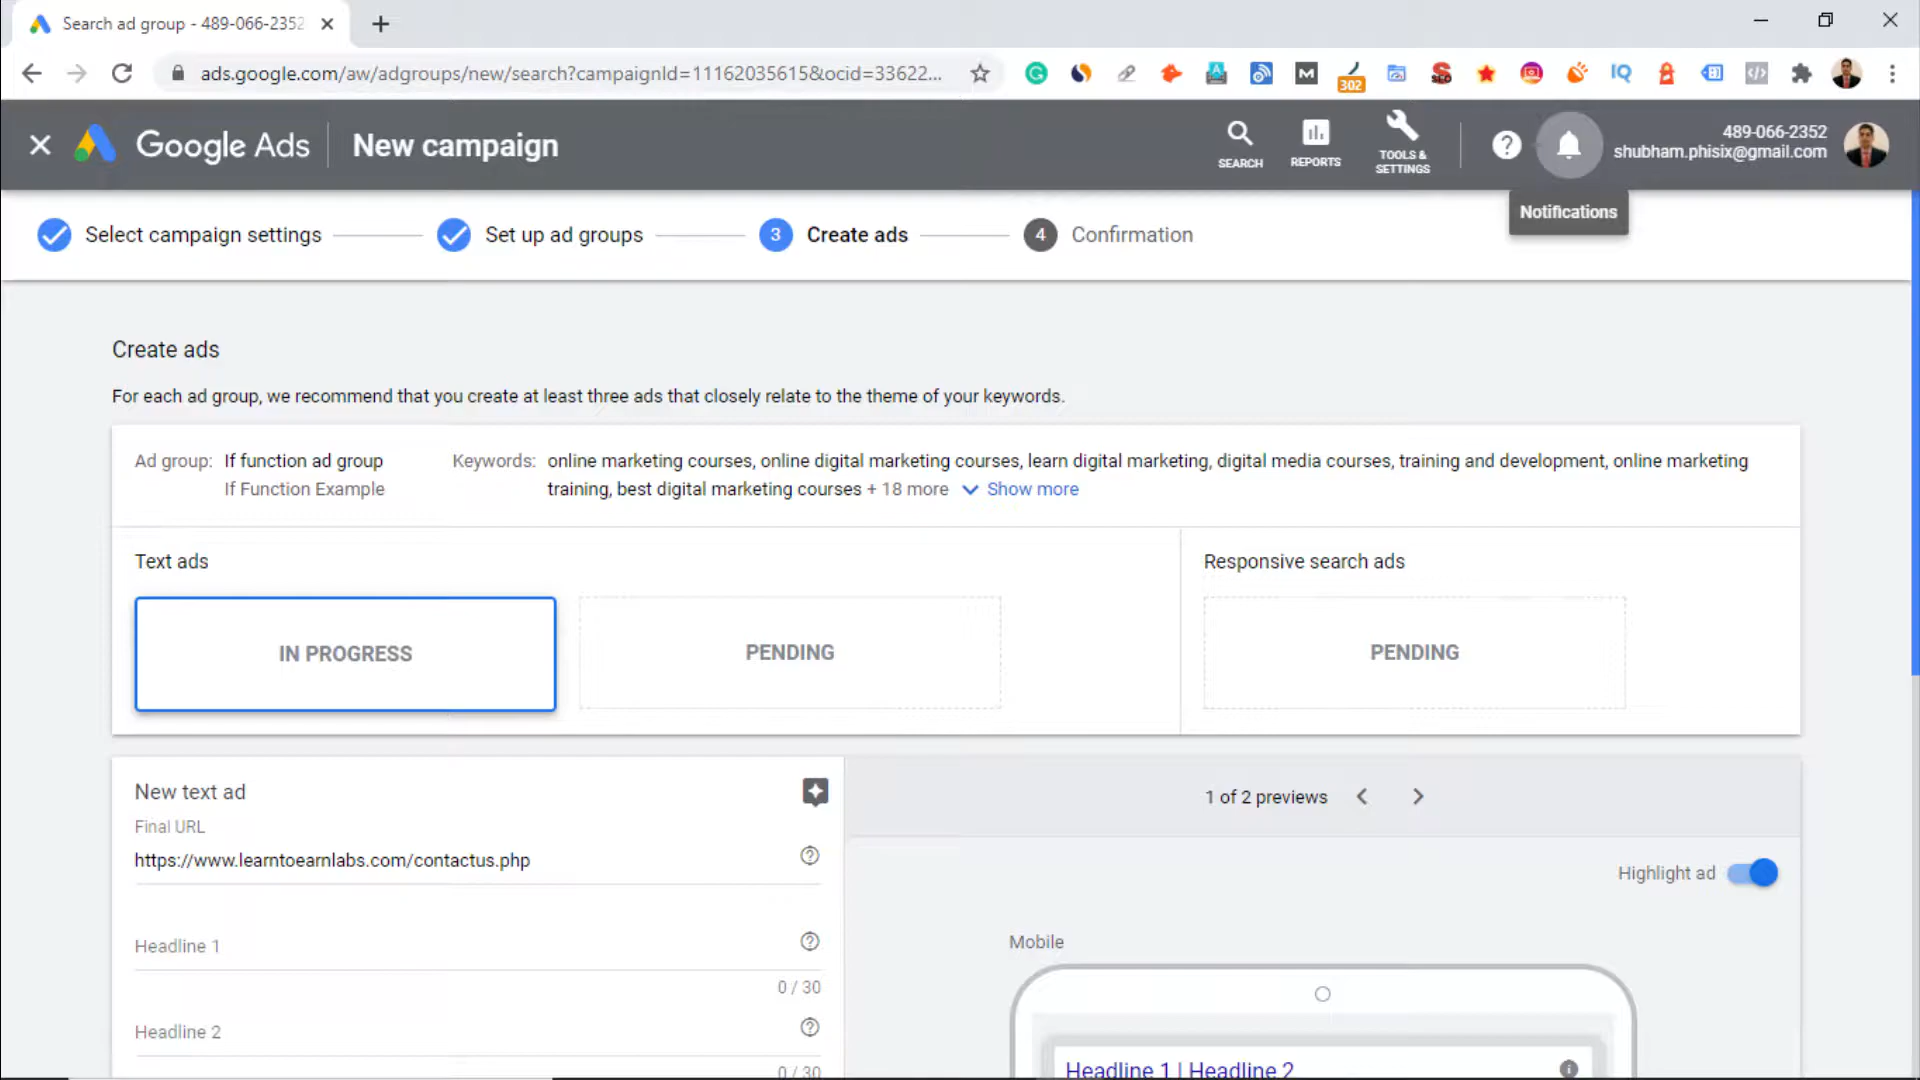 Search ad group - 489-066-2352
ads.google.com/aw/adgroups/new/search?campaignId=11162035615&ocid=33622...
302
Google Ads
New campaign
SEARCH
REPORTS
TOOLS &
SETTINGS
489-066-2352
shubham.phisix@gmail.com
Notifications
Select campaign settings
Set up ad groups
3 Create ads
4 Confirmation
Create ads
For each ad group, we recommend that you create at least three ads that closely relate to the theme of your keywords.
Ad group: If function ad group
If Function Example
Keywords: online marketing courses, online digital marketing courses, learn digital marketing, digital media courses, training and development, online marketing
training, best digital marketing courses + 18 more Show more
Text ads
Responsive search ads
IN PROGRESS
PENDING
PENDING
New text ad
Final URL
https://www.learntoearnlabs.com/contactus.php
Headline 1
0 / 30
Headline 2
0 / 30
1 of 2 previews
Highlight ad
Mobile
Headline 1 | Headline 2